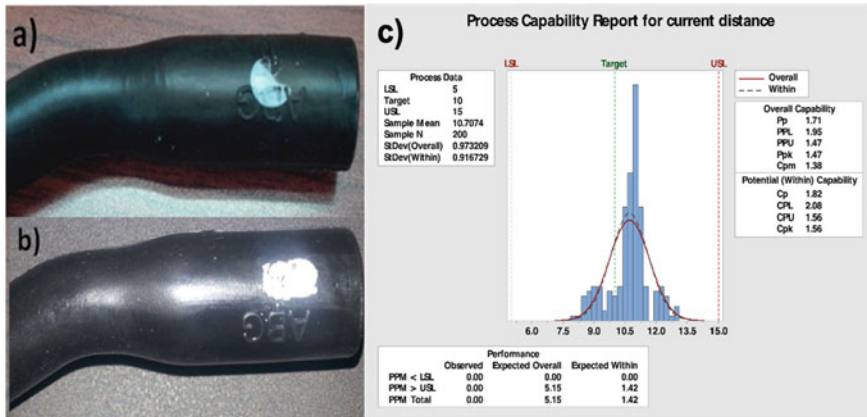 a)
ABG
b)
ABG
c)
Process Capability Report for current distance
LSL Target USL
Process Data
LSL 5
Target 10
USL 15
Sample Mean 10.7074
Sample N 200
StDev(Overall) 0.973209
StDev(Within) 0.916729
Overall
Within
Overall Capability
Pp 1.71
PPL 1.95
PPU 1.47
Ppk 1.47
Cpm 1.38
Potential (Within) Capability
Cp 1.82
CPL 2.08
CPU 1.56
Cpk 1.56
6.0 7.5 9.0 10.5 12.0 13.5 15.0
Performance
Observed Expected Overall Expected Within
PPM < LSL 0.00 0.00 0.00
PPM > USL 0.00 5.15 1.42
PPM Total 0.00 5.15 1.42